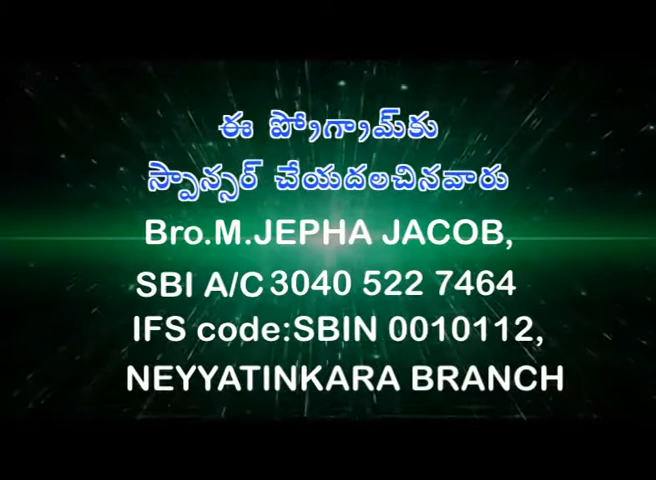 ఈ ప్రోగ్రామ్‌కు
స్పాన్సర్ చేయదలచినవారు
Bro.M.JEPHA JACOB,
SBI A/C 3040 522 7464
IFS code:SBIN 0010112,
NEYYATINKARA BRANCH